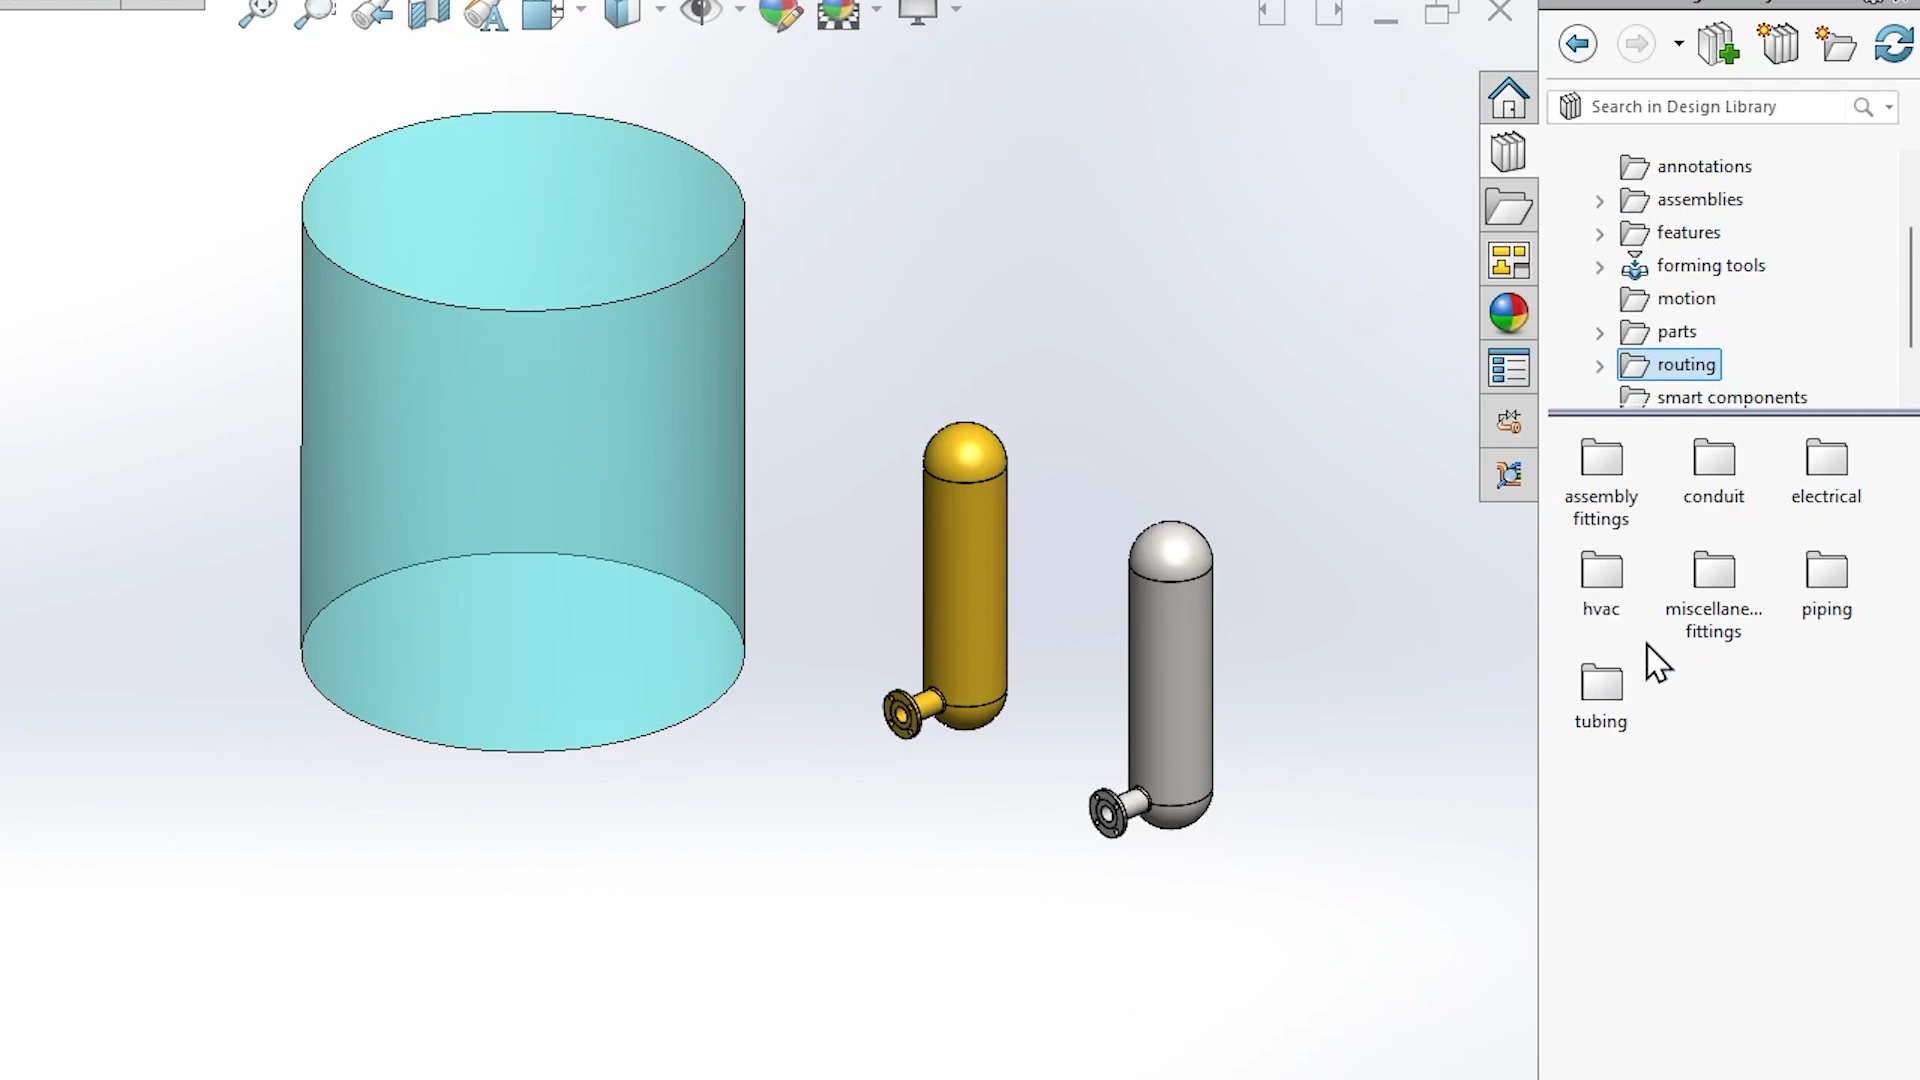 Search in Design Library
annotations
assemblies
features
forming tools
motion
parts
routing
smart components
assembly
fittings
conduit
electrical
hvac
miscellane...
fittings
piping
tubing